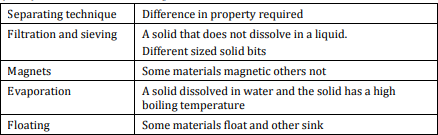 Separating technique Difference in property required
Filtration and sieving A solid that does not dissolve in a liquid.
Different sized solid bits
Magnets Some materials magnetic others not
Evaporation A solid dissolved in water and the solid has a high
boiling temperature
Floating Some materials float and other sink